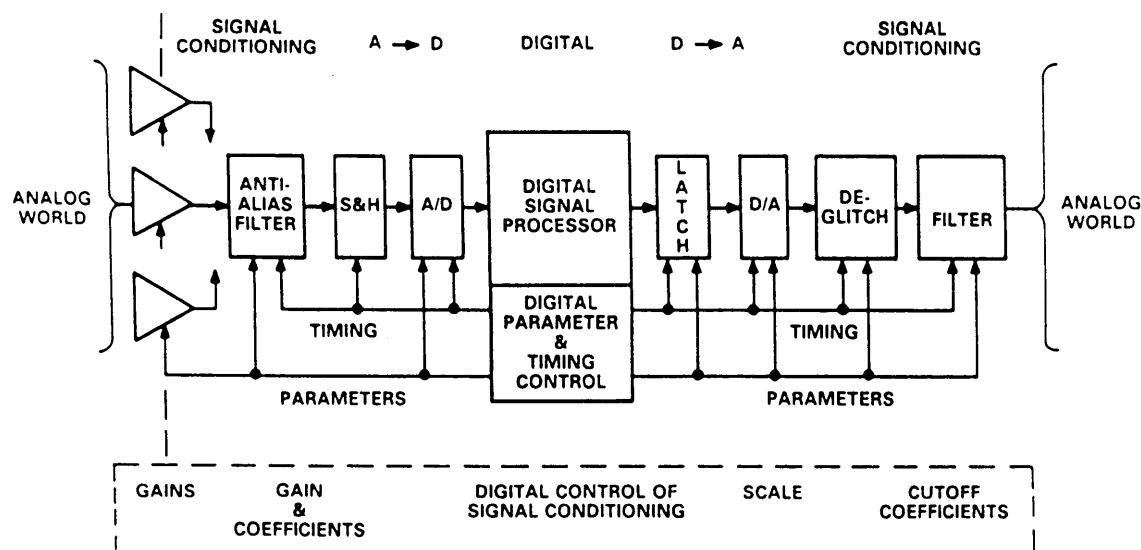 SIGNAL
CONDITIONING
A → D
DIGITAL
D → A
SIGNAL
CONDITIONING
ANALOG
WORLD
ANTI-
ALIAS
FILTER
S&H
A/D
DIGITAL
SIGNAL
PROCESSOR
LATCH
D/A
DE-
GLITCH
FILTER
ANALOG
WORLD
TIMING
DIGITAL
PARAMETER
&
TIMING
CONTROL
TIMING
PARAMETERS
PARAMETERS
GAINS
GAIN
&
COEFFICIENTS
DIGITAL CONTROL OF
SIGNAL CONDITIONING
SCALE
CUTOFF
COEFFICIENTS